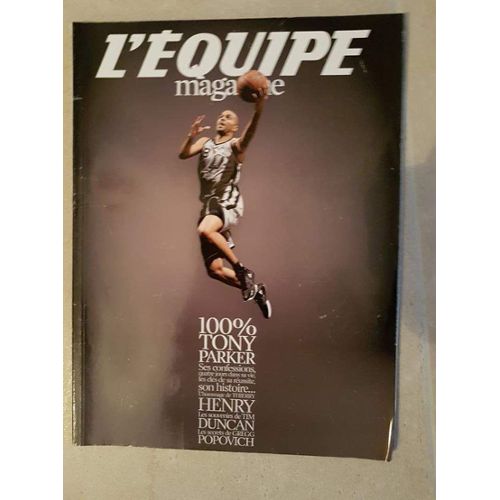 L'ÉQUIPE
magazine
100%
TONY
PARKER
Ses confessions,
quatre jours dans sa vie,
les clés de sa réussite,
son histoire...
L'hommage de THIERRY
HENRY
Les souvenirs de TIM
DUNCAN
Les secrets de GREGG
POPOVICH